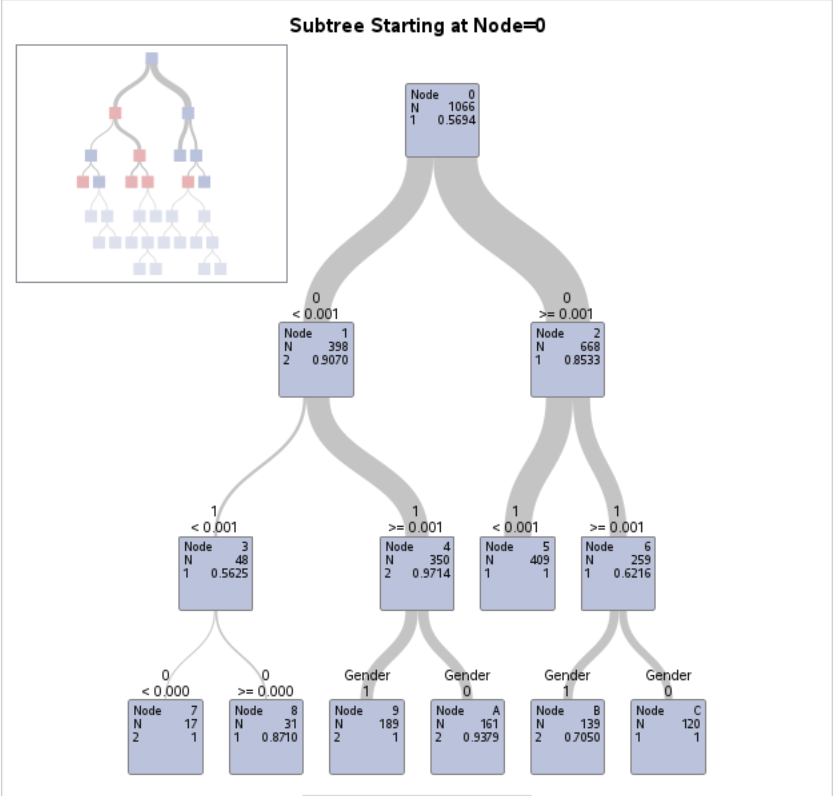 Subtree Starting at Node=0
Node 0
N 1066
1 0.5694
0
< 0.001
0
>= 0.001
Node 1
N 398
2 0.9070
Node 2
N 668
1 0.8533
1
< 0.001
1
>= 0.001
1
< 0.001
1
>= 0.001
Node 3
N 48
1 0.5625
Node 4
N 350
2 0.9714
Node 5
N 409
1 1
Node 6
N 259
1 0.6216
0
< 0.000
0
>= 0.000
Gender
1
Gender
0
Gender
1
Gender
0
Node 7
N 17
2 1
Node 8
N 31
1 0.8710
Node 9
N 189
2 1
Node A
N 161
2 0.9379
Node B
N 139
2 0.7050
Node C
N 120
1 1